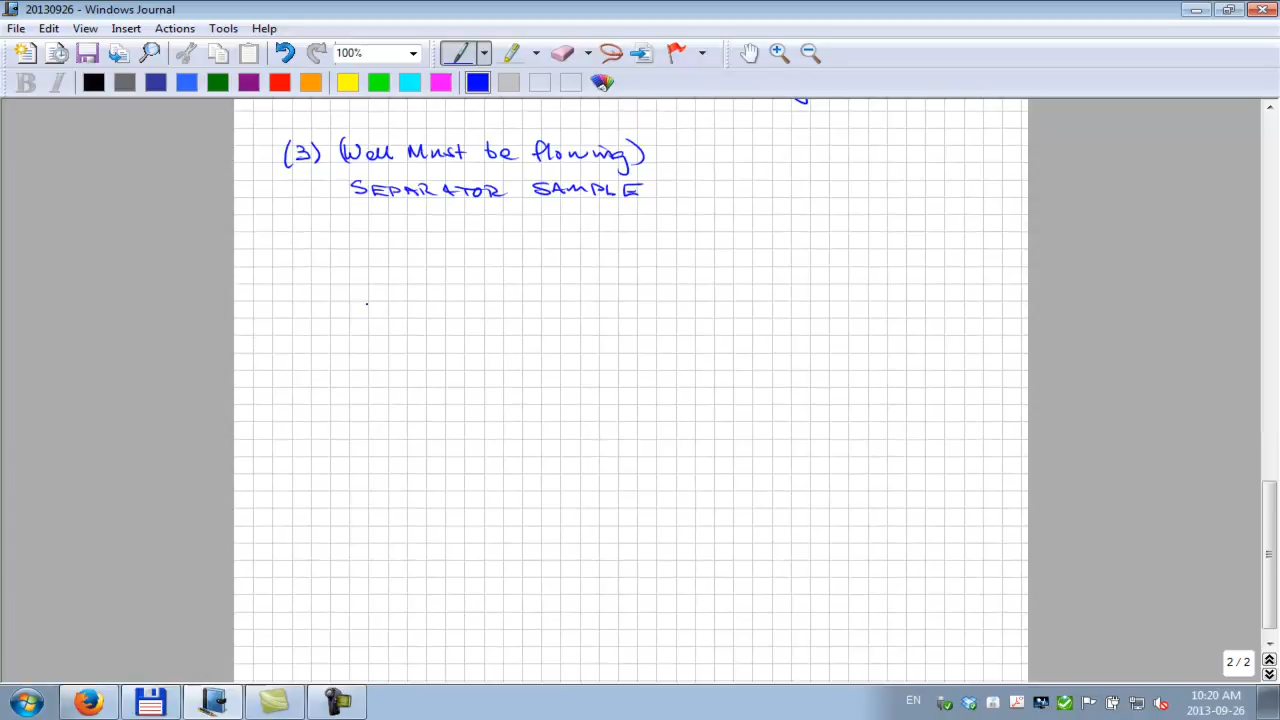 20130926 - Windows Journal
File Edit View Insert Actions Tools Help
100%
B I
(3) (Well Must be flowing)
SEPARATOR SAMPLE
2 / 2
EN
10:20 AM
2013-09-26